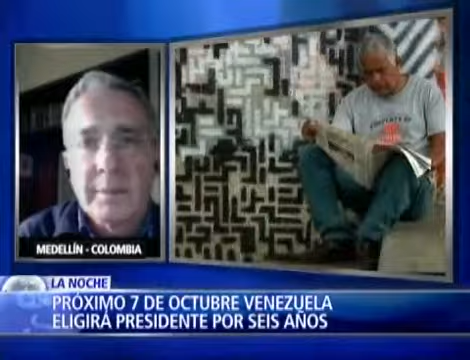 MEDELLÍN - COLOMBIA
LA NOCHE
PRÓXIMO 7 DE OCTUBRE VENEZUELA
ELIGIRÁ PRESIDENTE POR SEIS AÑOS